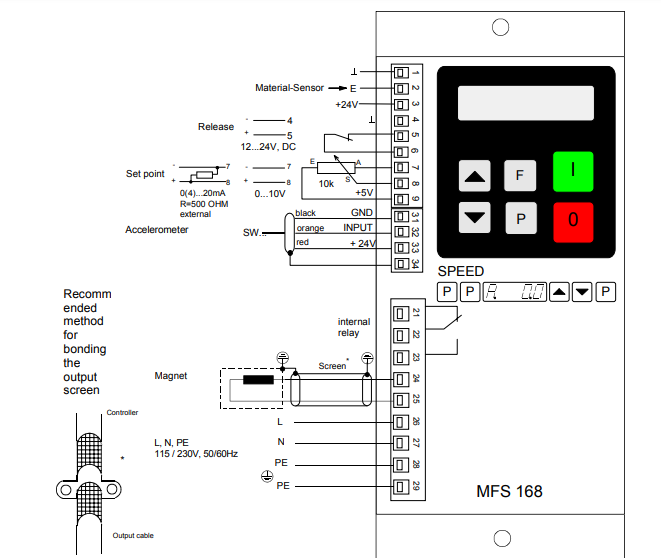 ⊥ 1
Material-Sensor E 2
+24V 3
⊥ 4
Release - 4
+ 5
12...24V, DC
5
6
Set point - 7
+ 8
0(4)...20mA
R=500 OHM
external
- 7
+ 8
0...10V
E A
S
10k
7
8
+5V 9
Accelerometer SW...
black GND 31
orange INPUT 32
red + 24V 33
34
F I
P 0
SPEED
P P A. 0.0 P
Recomm
ended
method
for
bonding
the
output
screen
internal
relay
21
22
23
Magnet
Screen *
24
25
L 26
N 27
PE 28
PE 29
L, N, PE
115 / 230V, 50/60Hz
Controller
*
Output cable
MFS 168